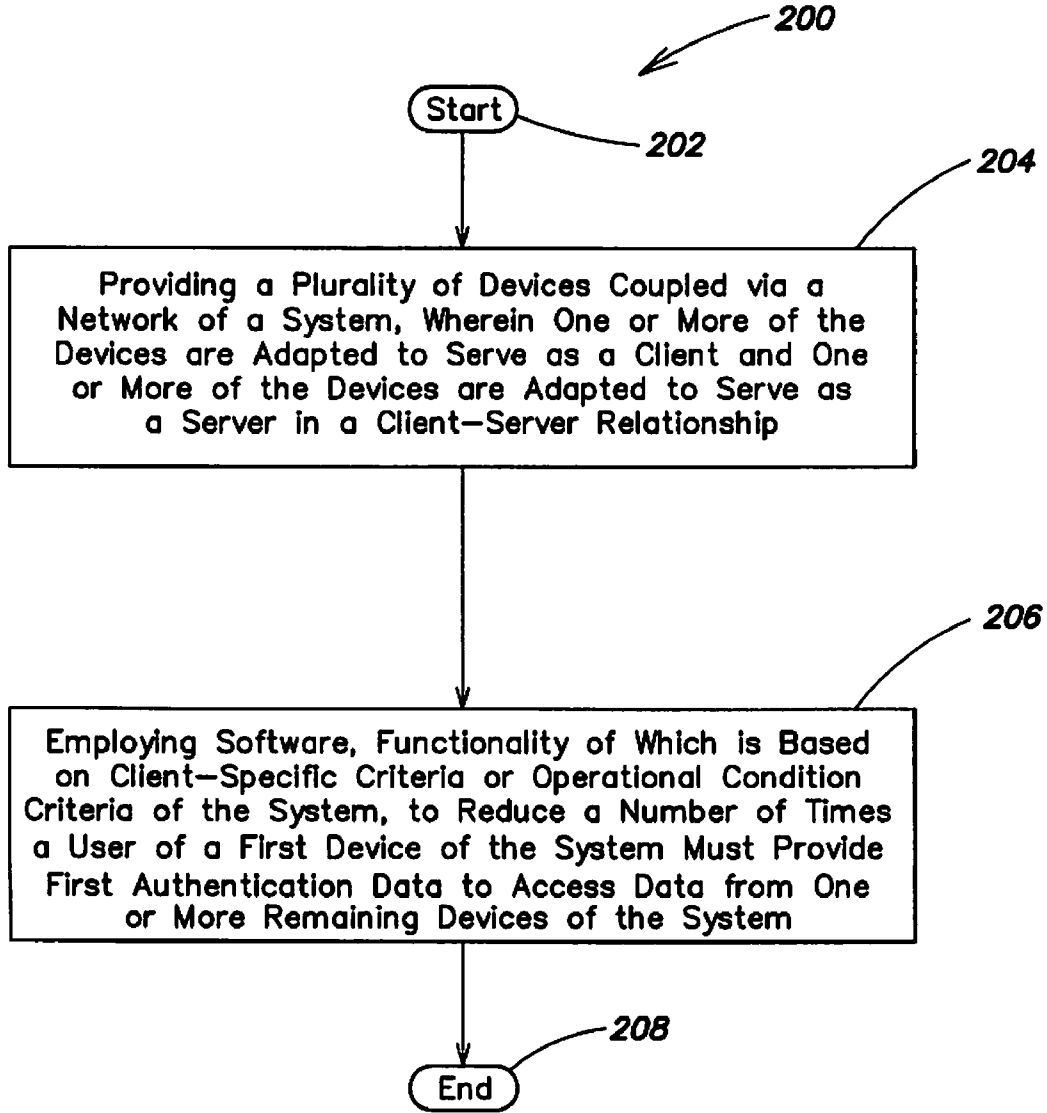 200
Start
202
204
Providing a Plurality of Devices Coupled via a
Network of a System, Wherein One or More of the
Devices are Adapted to Serve as a Client and One
or More of the Devices are Adapted to Serve as
a Server in a Client-Server Relationship
206
Employing Software, Functionality of Which is Based
on Client-Specific Criteria or Operational Condition
Criteria of the System, to Reduce a Number of Times
a User of a First Device of the System Must Provide
First Authentication Data to Access Data from One
or More Remaining Devices of the System
208
End